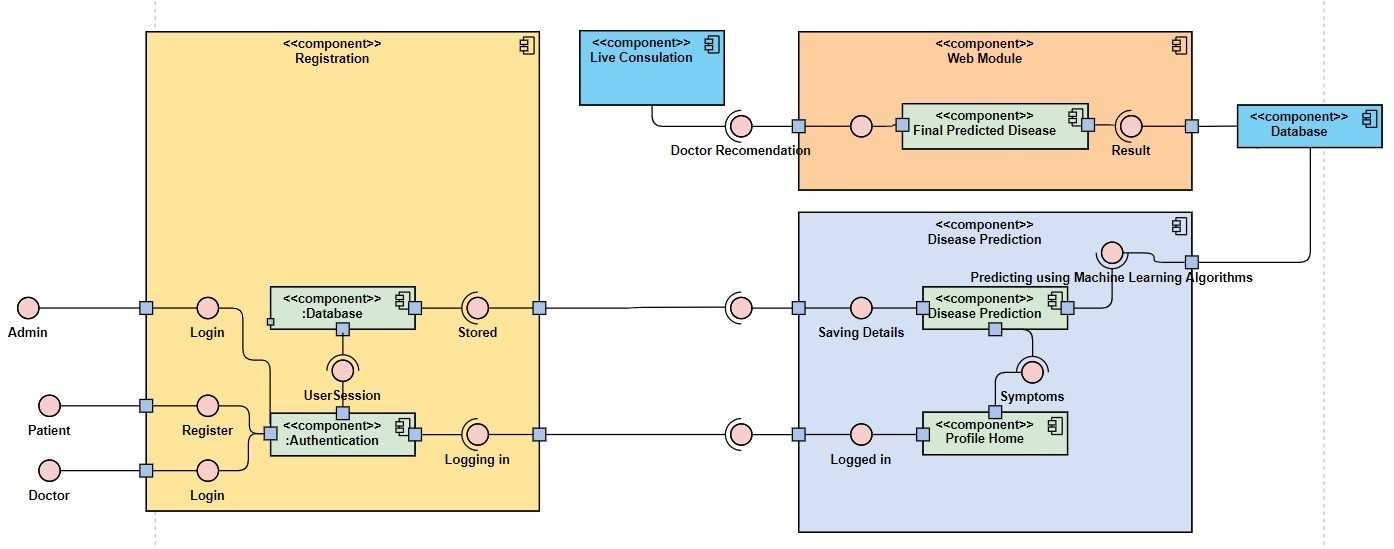 <<component>>
Registration
<<component>>
Live Consulation
<<component>>
Web Module
<<component>>
Final Predicted Disease
<<component>>
Database
Doctor Recomendation
Result
<<component>>
Disease Prediction
Predicting using Machine Learning Algorithms
<<component>>
:Database
<<component>>
Disease Prediction
Admin
Login
Stored
Saving Details
UserSession
Symptoms
<<component>>
:Authentication
<<component>>
Profile Home
Patient
Register
Logging in
Logged in
Doctor
Login